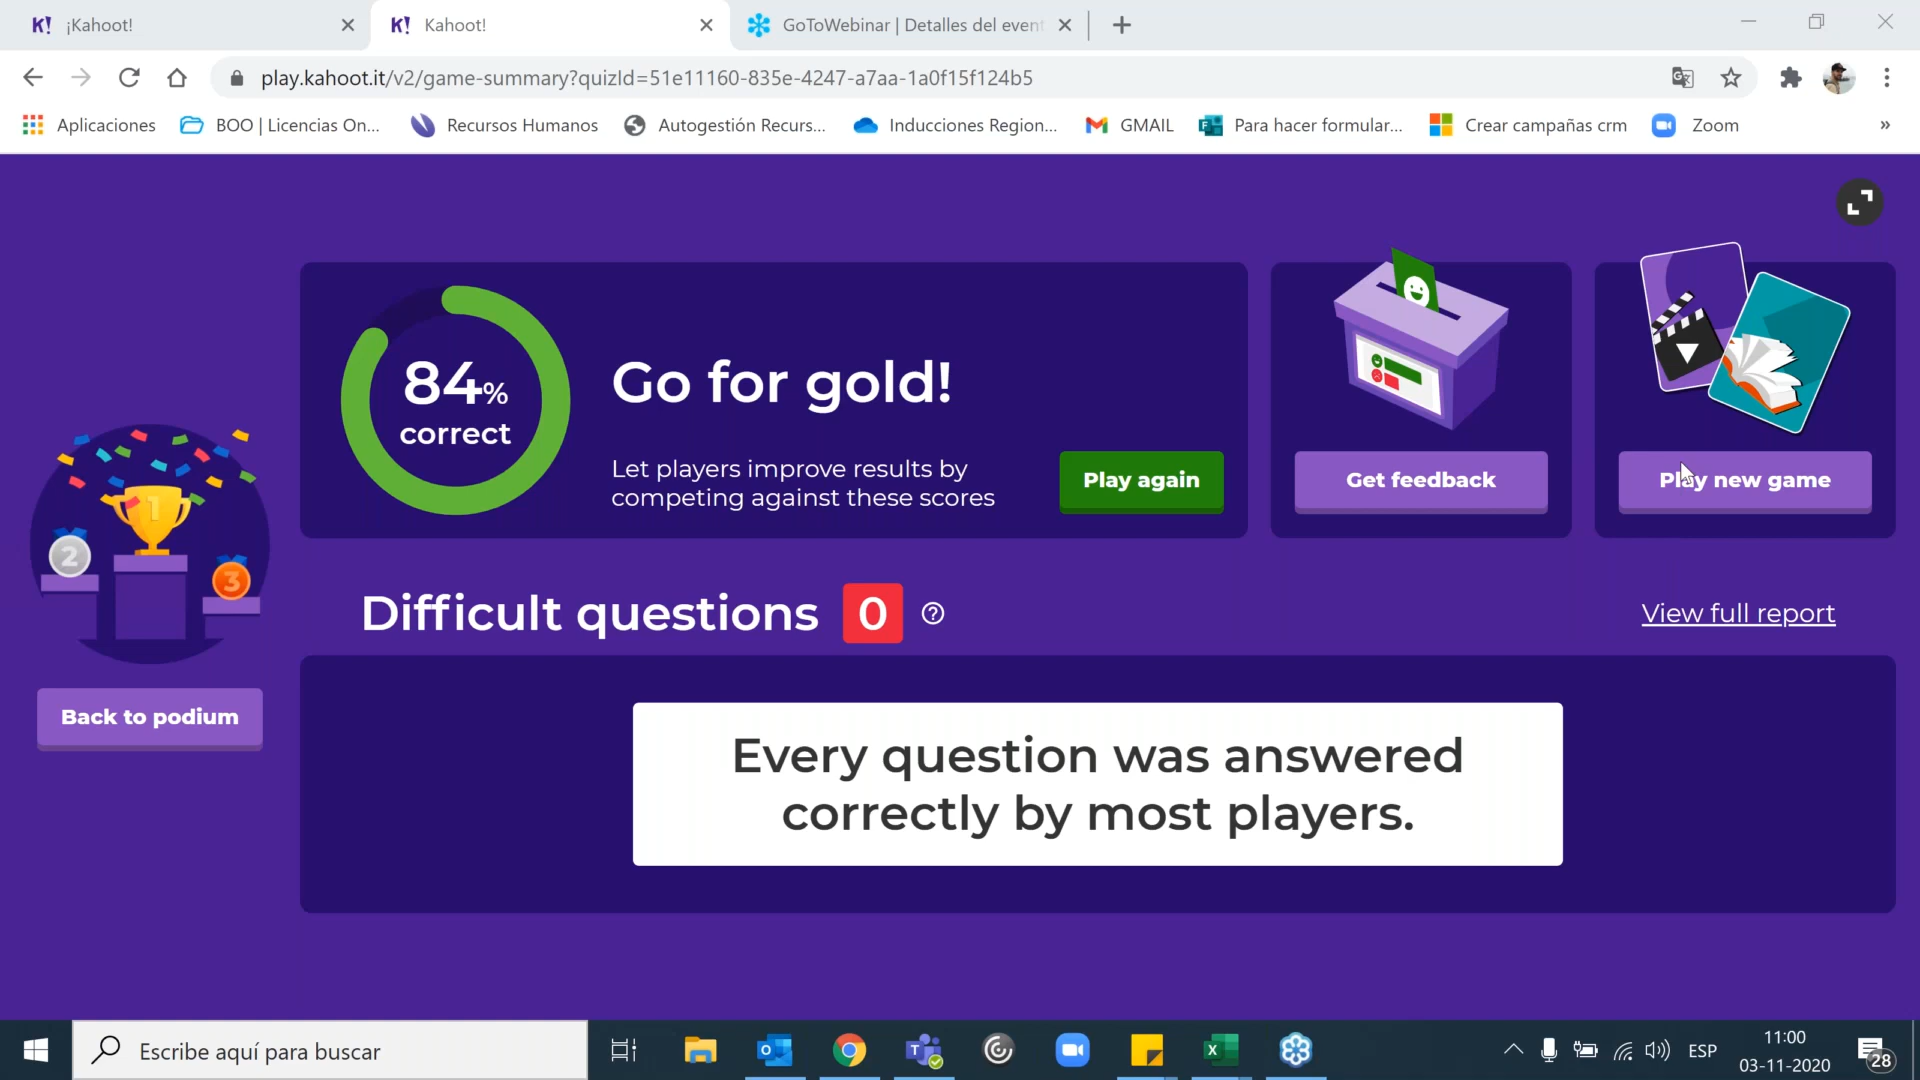 K! ¡Kahoot!
K! Kahoot!
GoToWebinar | Detalles del event
play.kahoot.it/v2/game-summary?quizId=51e11160-835e-4247-a7aa-1a0f15f124b5
Aplicaciones
BOO | Licencias On...
Recursos Humanos
Autogestión Recurs...
Inducciones Region...
GMAIL
Para hacer formular...
Crear campañas crm
Zoom
»
84%
correct
Go for gold!
Let players improve results by
competing against these scores
Play again
Get feedback
Play new game
1
2
3
Difficult questions 0 ?
View full report
Back to podium
Every question was answered
correctly by most players.
Escribe aquí para buscar
ESP
11:00
03-11-2020
28